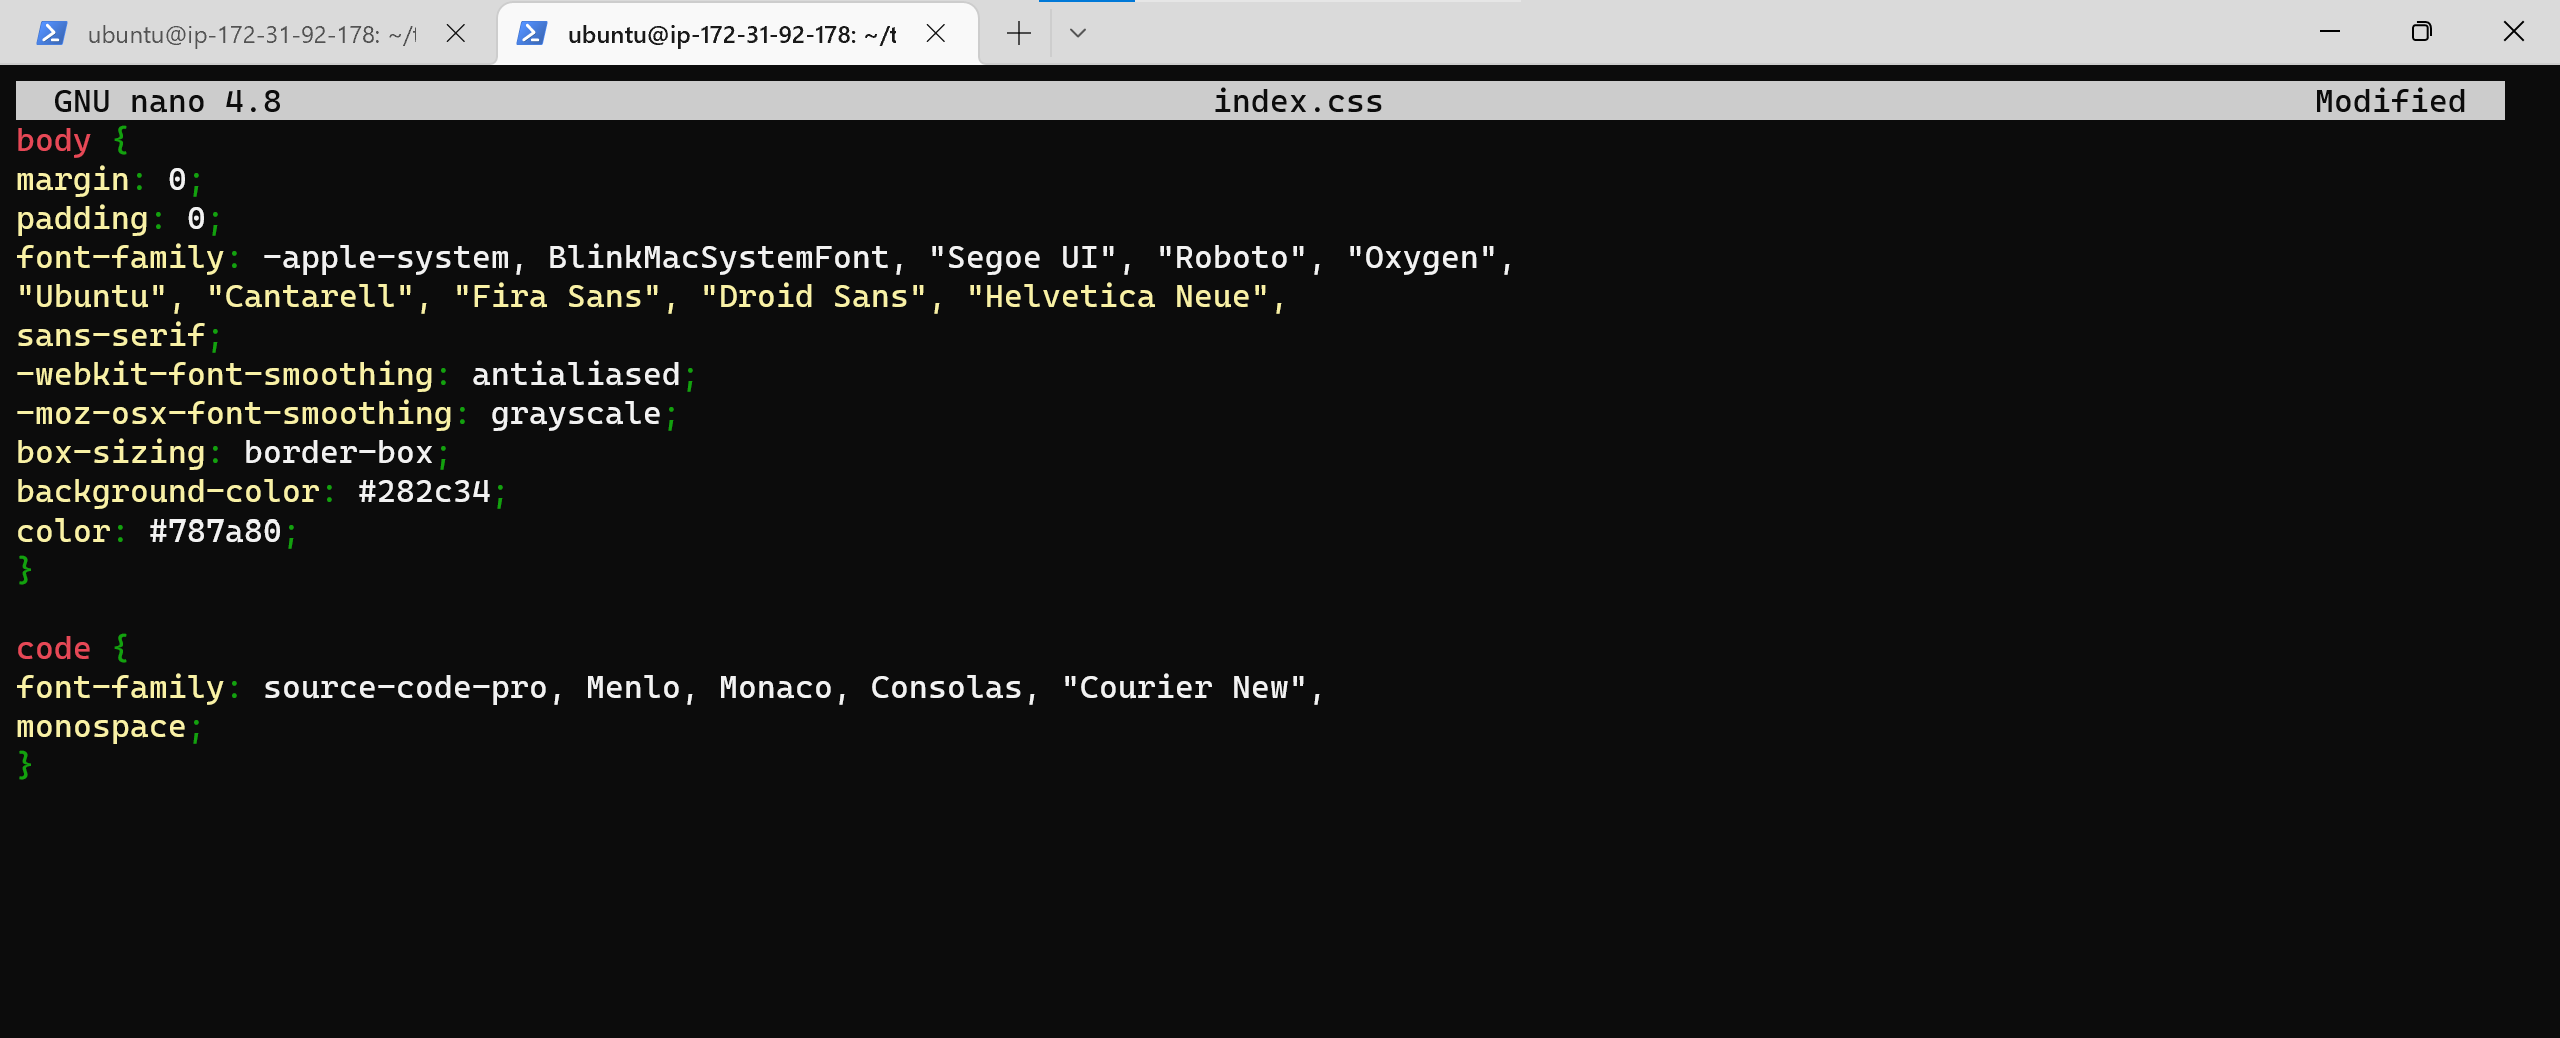 ubuntu@ip-172-31-92-178: ~/t
ubuntu@ip-172-31-92-178: ~/t
GNU nano 4.8 index.css Modified
body {
margin: 0;
padding: 0;
font-family: -apple-system, BlinkMacSystemFont, "Segoe UI", "Roboto", "Oxygen",
"Ubuntu", "Cantarell", "Fira Sans", "Droid Sans", "Helvetica Neue",
sans-serif;
-webkit-font-smoothing: antialiased;
-moz-osx-font-smoothing: grayscale;
box-sizing: border-box;
background-color: #282c34;
color: #787a80;
}
code {
font-family: source-code-pro, Menlo, Monaco, Consolas, "Courier New",
monospace;
}